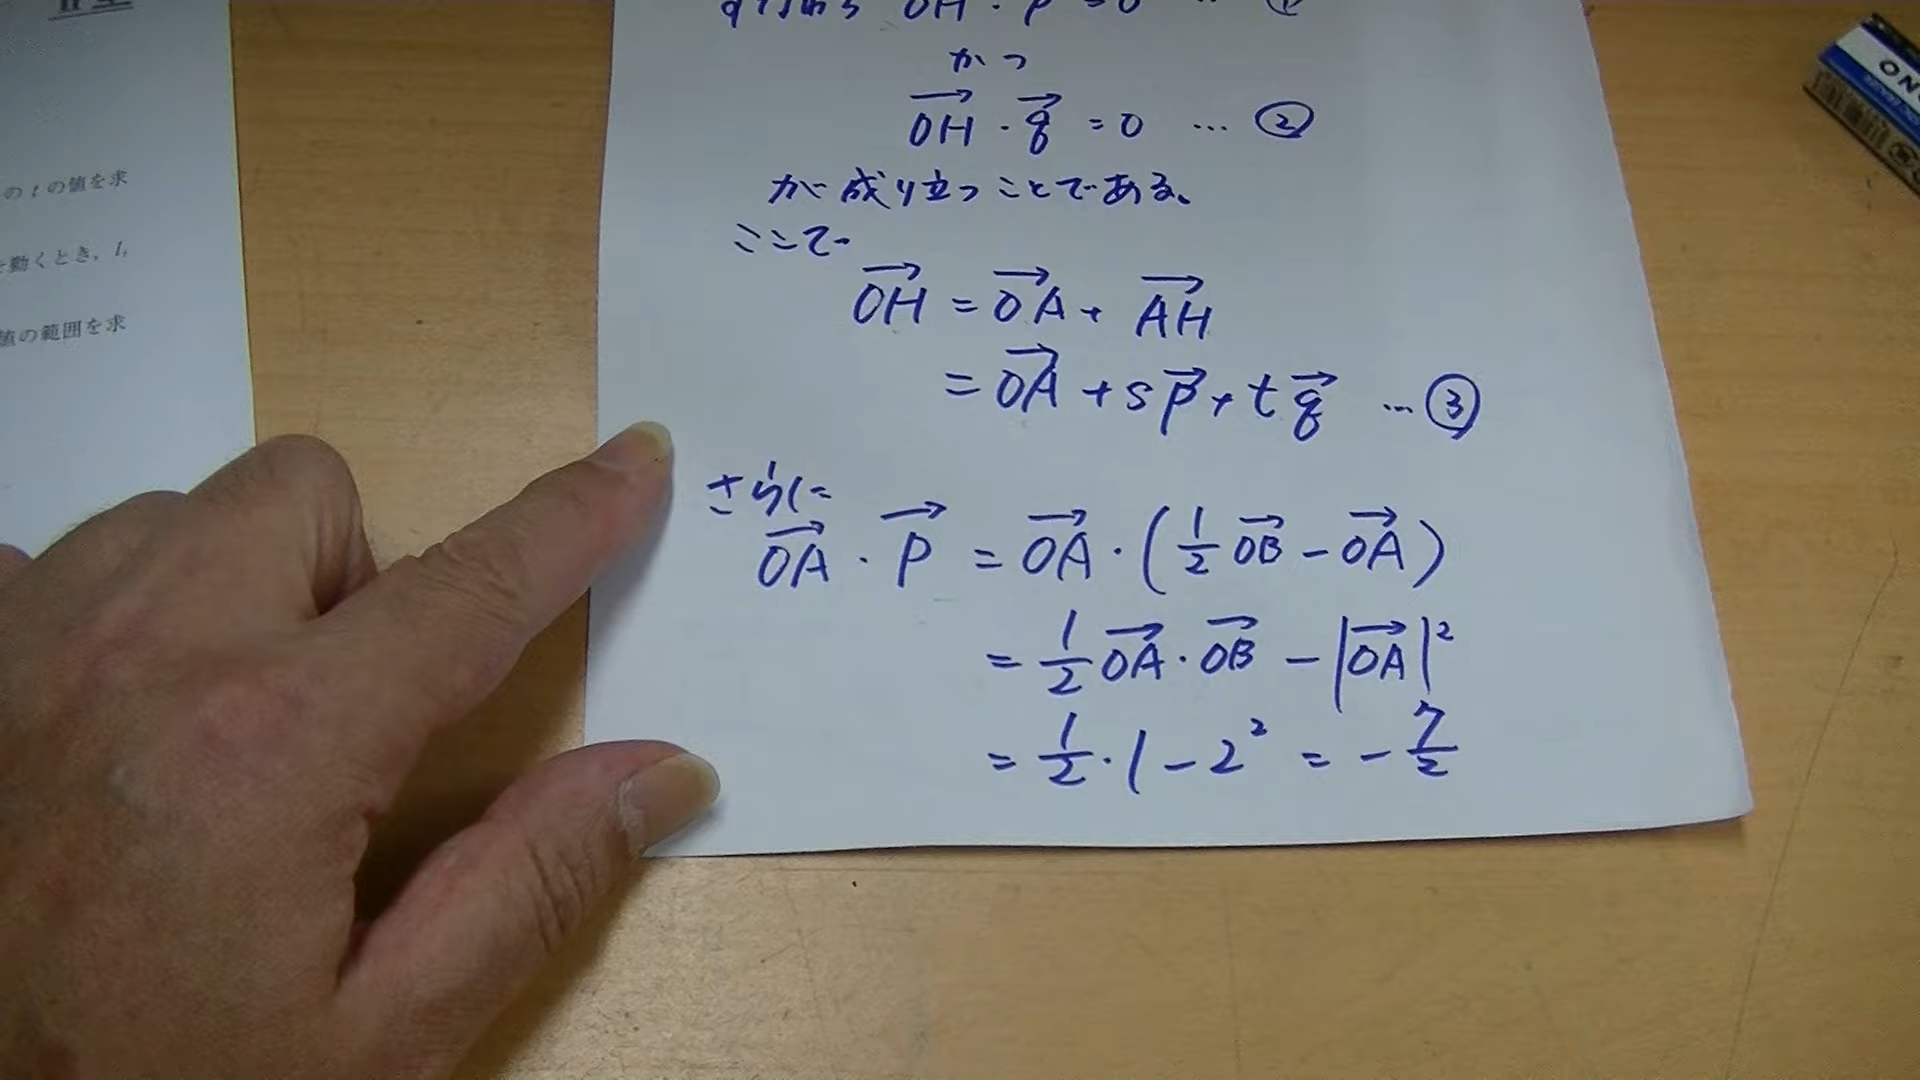 の t の値を求
を動くとき, l,
値の範囲を求
OH・P = 0 … ①
かつ
OH・q = 0 … ②
が成り立つことである。
ここで
OH = OA + AH
= OA + sp + tq … ③
さらに
OA・P = OA・(1/2 OB − OA)
= 1/2 OA・OB − |OA|²
= 1/2・1 − 2² = − 7/2